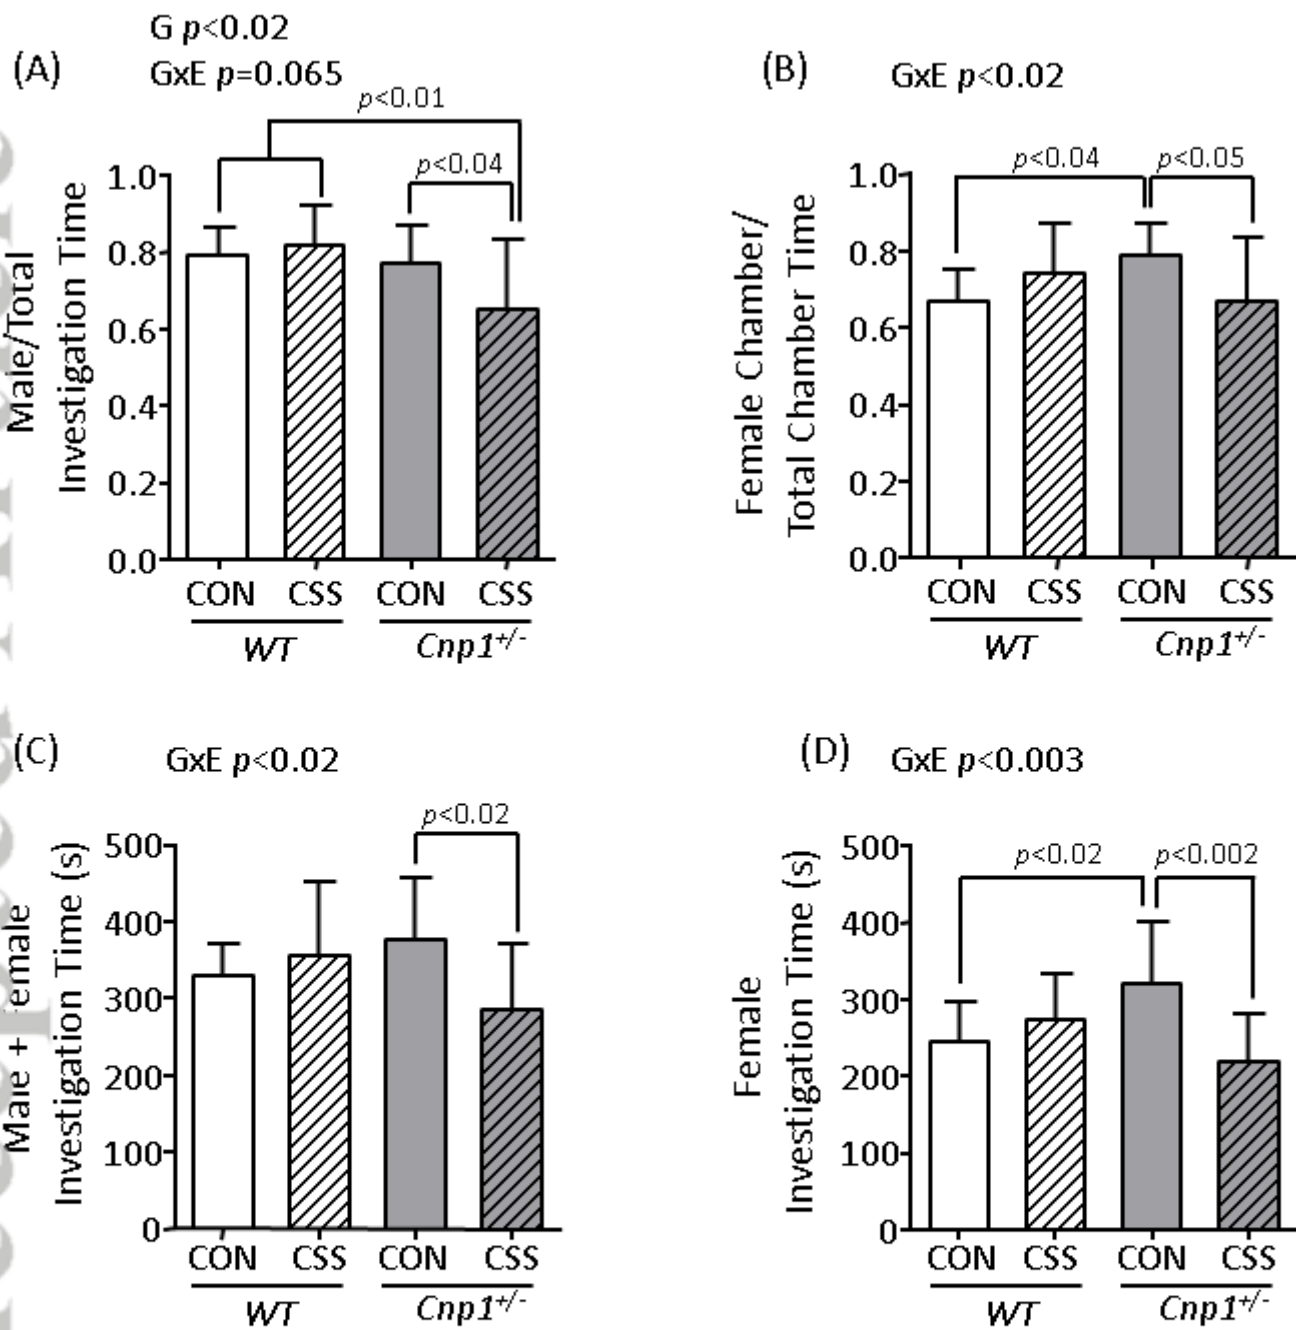 G p<0.02
(A)
GxE p=0.065
p<0.01
p<0.04
Male/Total
Investigation Time
1.0
0.8
0.6
0.4
0.2
0.0
CON CSS CON CSS
WT Cnp1+/-
(B)
GxE p<0.02
p<0.04 p<0.05
Female Chamber/
Total Chamber Time
1.0
0.8
0.6
0.4
0.2
0.0
CON CSS CON CSS
WT Cnp1+/-
(C)
GxE p<0.02
p<0.02
Male + Female
Investigation Time (s)
500
400
300
200
100
0
CON CSS CON CSS
WT Cnp1+/-
(D)
GxE p<0.003
p<0.02 p<0.002
Female
Investigation Time (s)
500
400
300
200
100
0
CON CSS CON CSS
WT Cnp1+/-